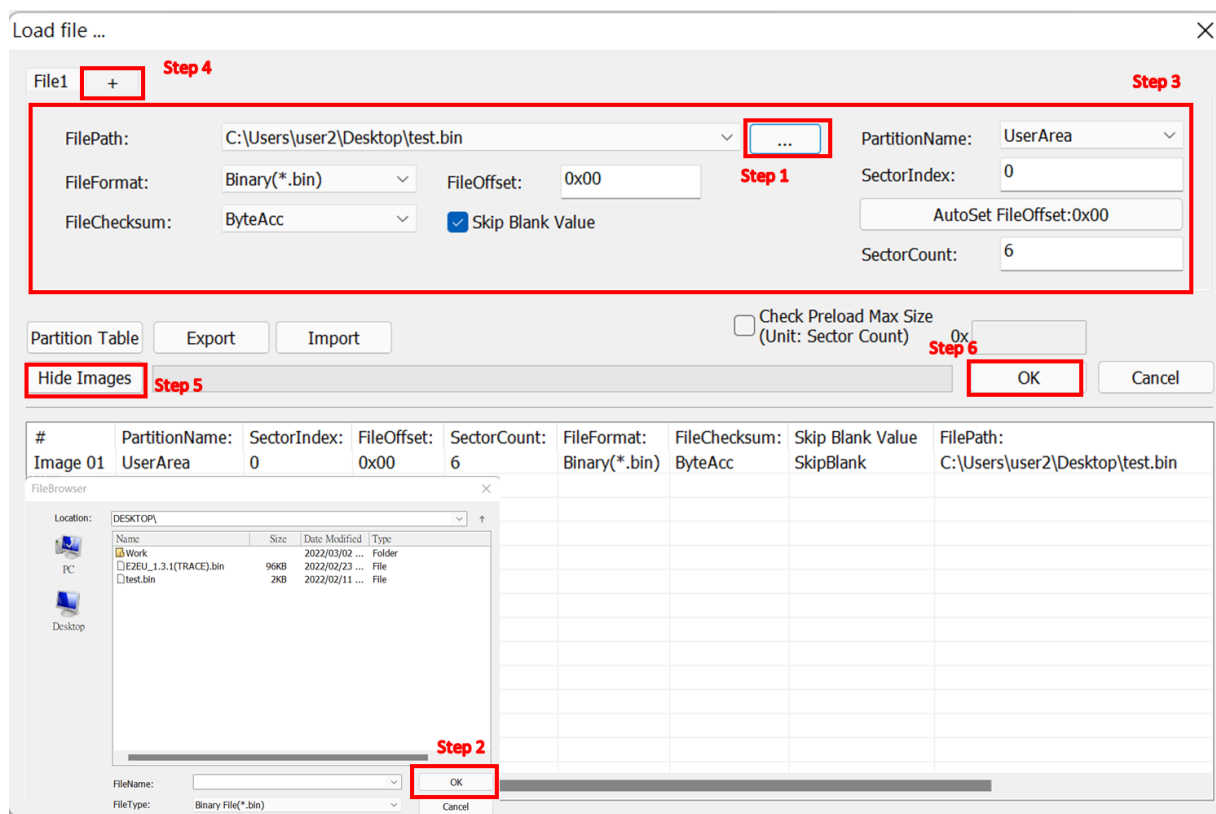 Load file ...
File1 + Step 4
Step 3
FilePath: C:\Users\user2\Desktop\test.bin ... PartitionName: UserArea
Step 1
FileFormat: Binary(*.bin) FileOffset: 0x00 SectorIndex: 0
FileChecksum: ByteAcc Skip Blank Value AutoSet FileOffset:0x00
SectorCount: 6
Check Preload Max Size
Partition Table Export Import (Unit: Sector Count) 0x
Step 6
Hide Images Step 5 OK Cancel
# PartitionName: SectorIndex: FileOffset: SectorCount: FileFormat: FileChecksum: Skip Blank Value FilePath:
Image 01 UserArea 0 0x00 6 Binary(*.bin) ByteAcc SkipBlank C:\Users\user2\Desktop\test.bin
FileBrowser
Location: DESKTOP\
Name Size Date Modified Type
Work 2022/03/02 ... Folder
E2EU_1.3.1(TRACE).bin 96KB 2022/02/23 ... File
test.bin 2KB 2022/02/11 ... File
PC
Desktop
Step 2
FileName: OK
FileType: Binary File(*.bin) Cancel